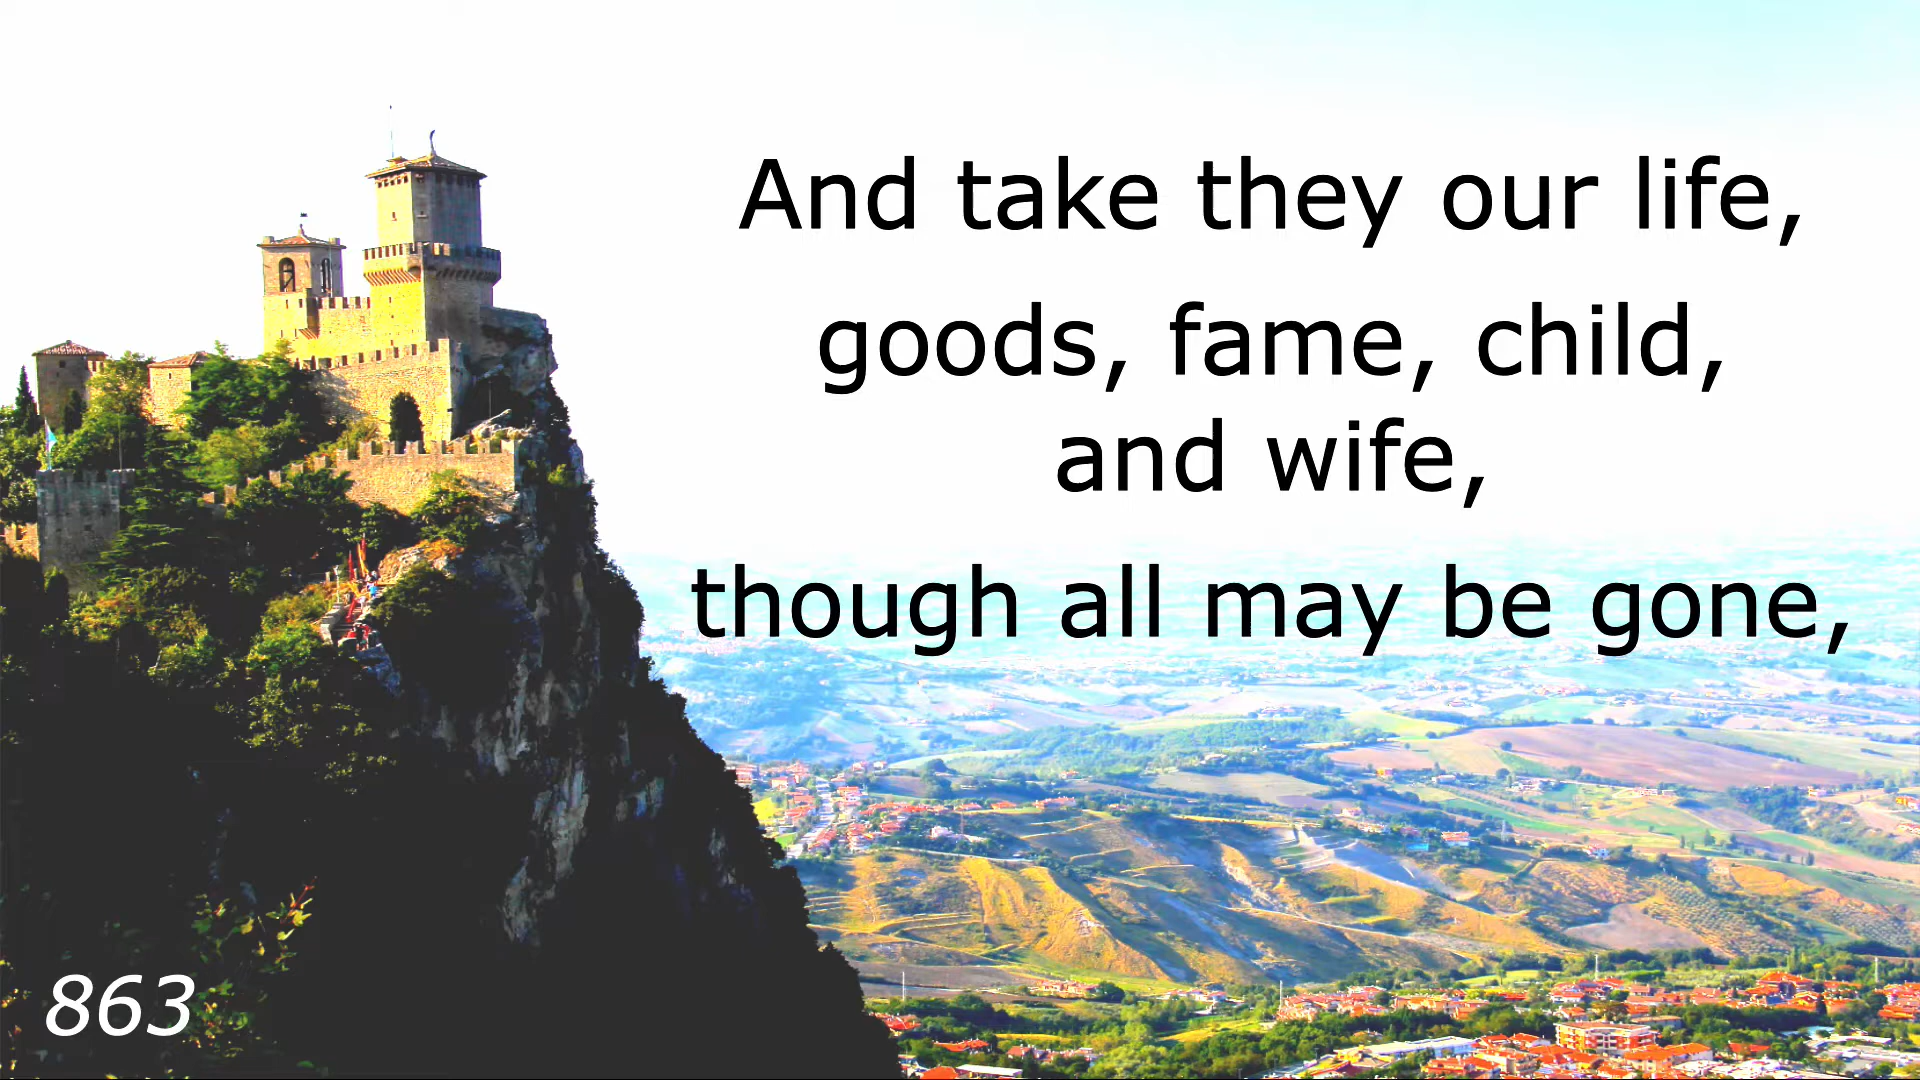 And take they our life,
goods, fame, child,
and wife,
though all may be gone,
863